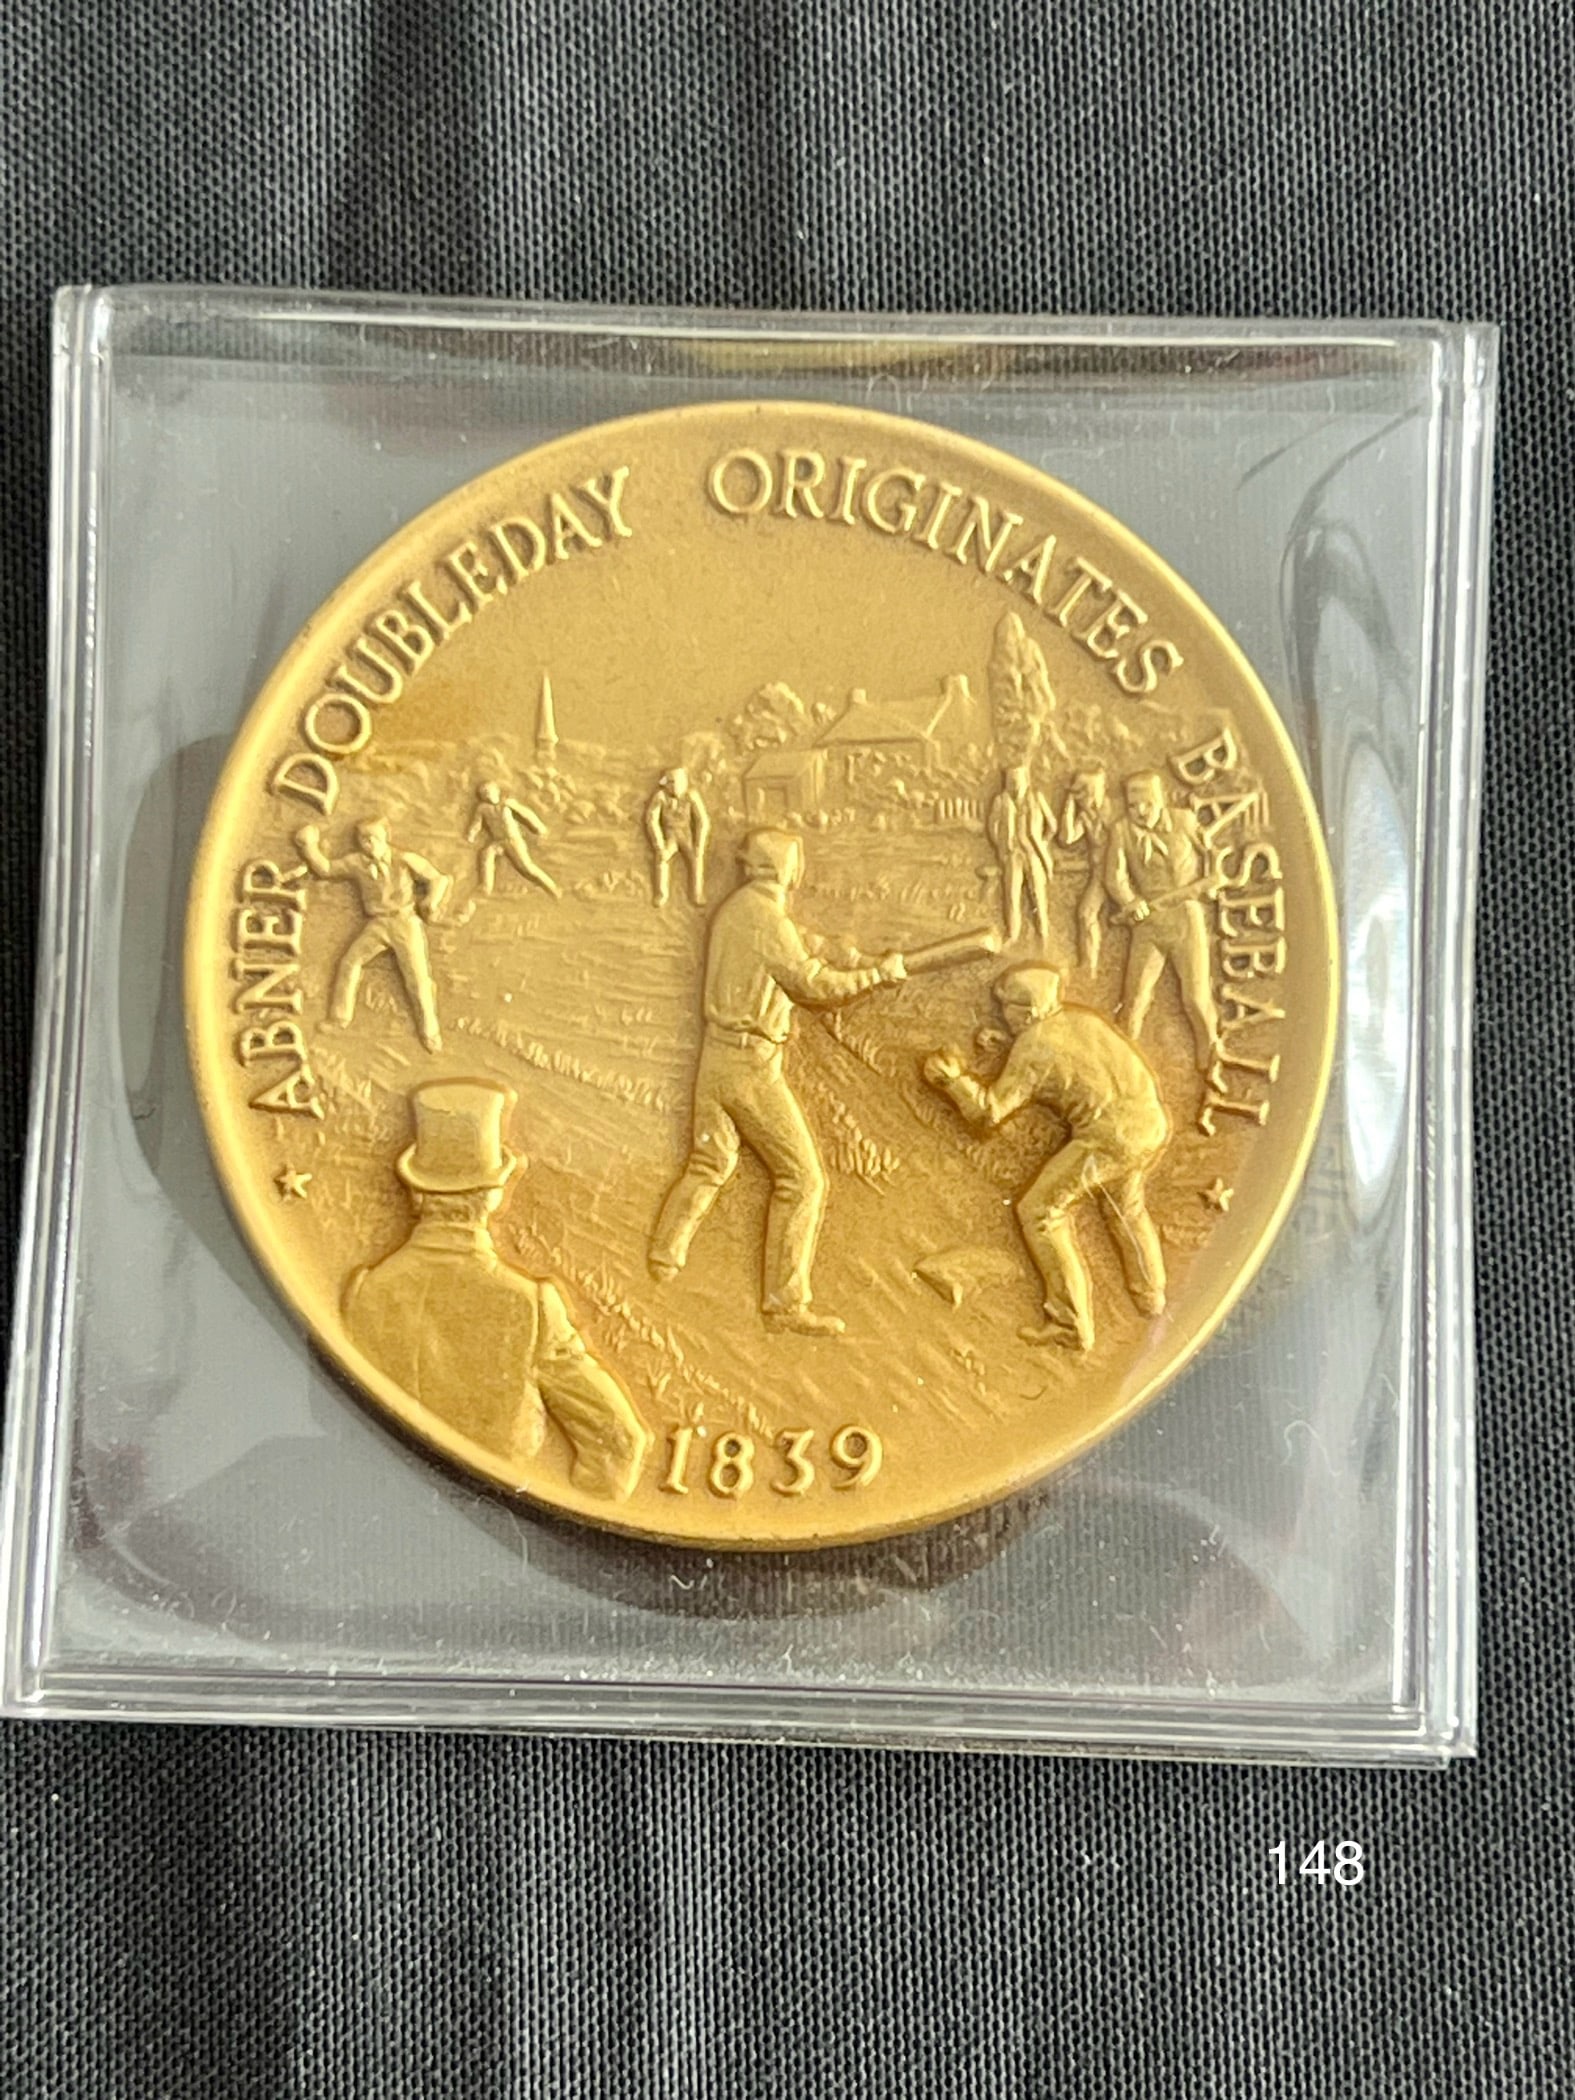 ABNER DOUBLEDAY ORIGINATES BASEBALL
1839
148